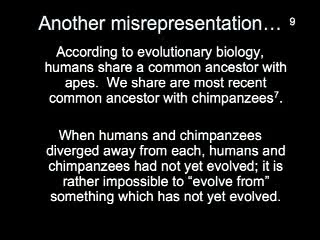 Another misrepresentation… 9
According to evolutionary biology,
humans share a common ancestor with
apes. We share are most recent
common ancestor with chimpanzees7.
When humans and chimpanzees
diverged away from each, humans and
chimpanzees had not yet evolved; it is
rather impossible to “evolve from”
something which has not yet evolved.